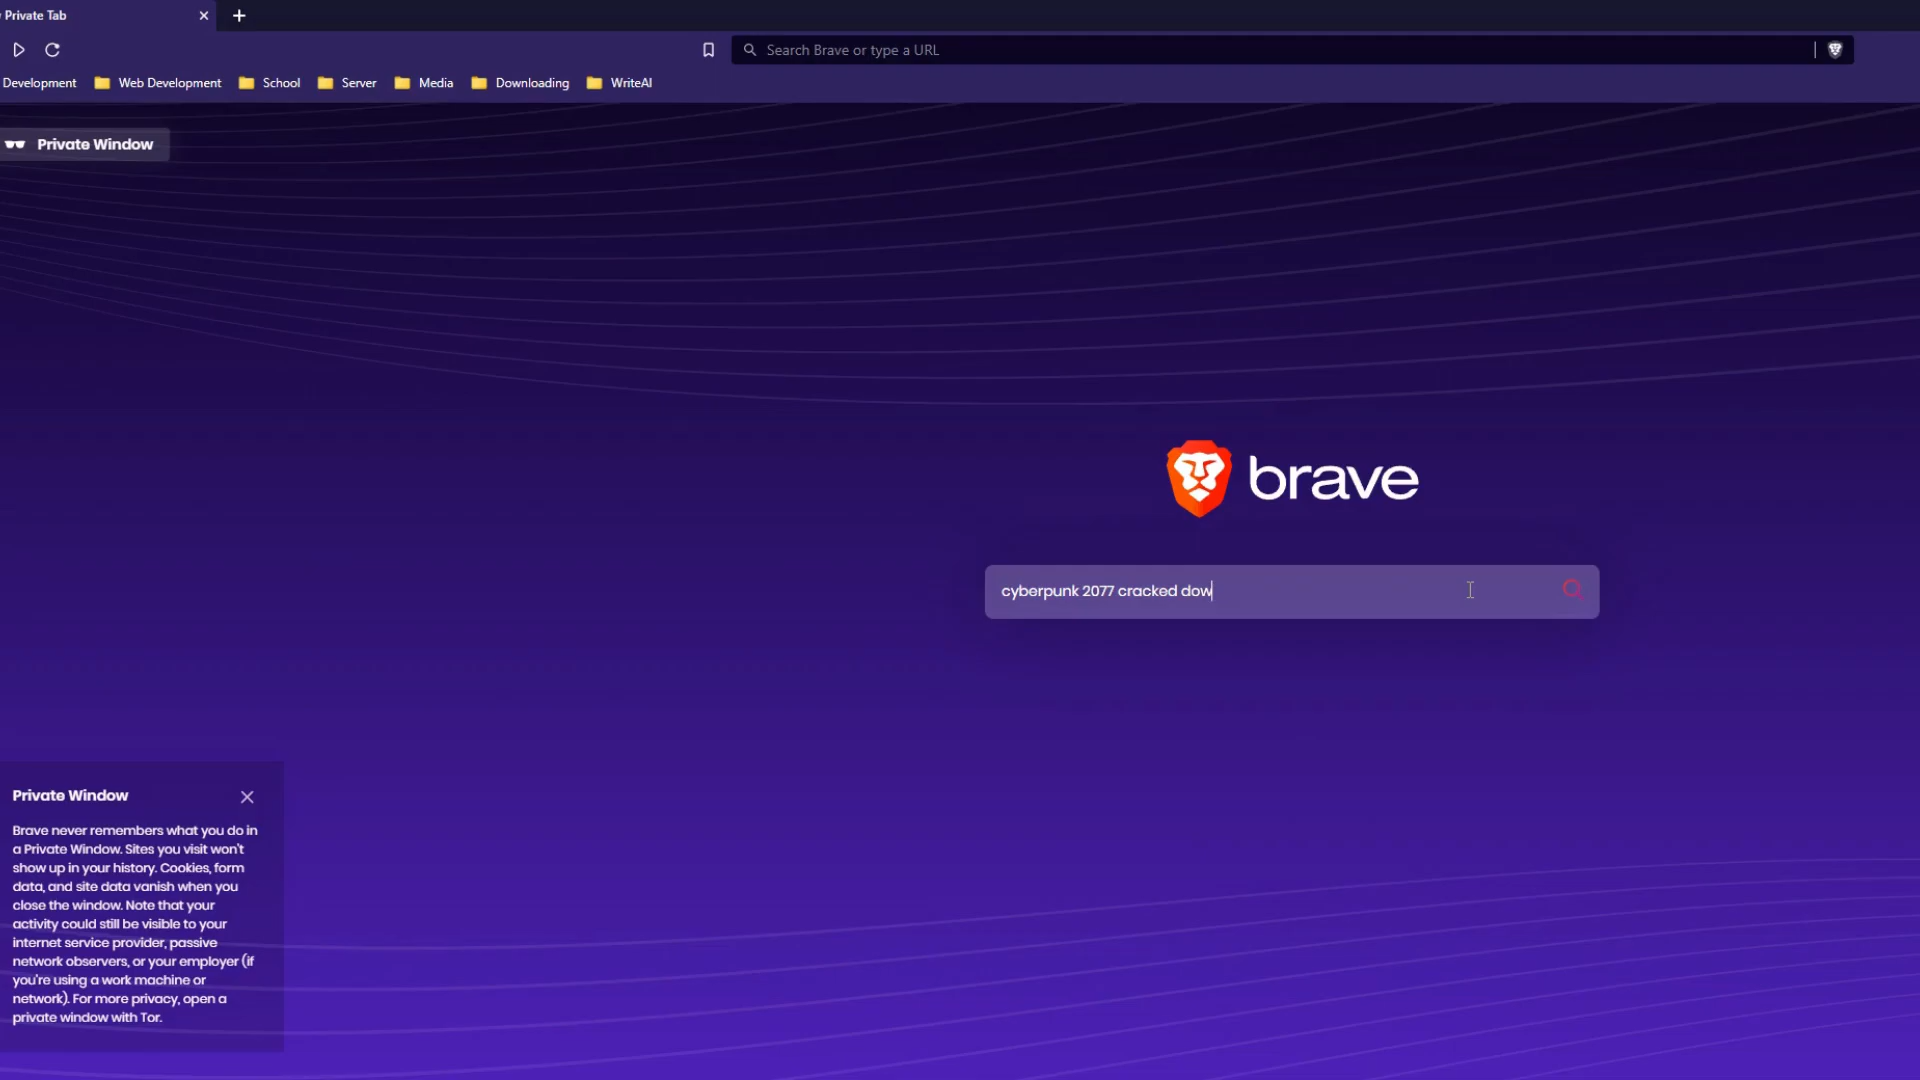 Private Tab
Search Brave or type a URL
Development Web Development School Server Media Downloading WriteAI
Private Window
brave
cyberpunk 2077 cracked dow
Private Window
Brave never remembers what you do in
a Private Window. Sites you visit won't
show up in your history. Cookies, form
data, and site data vanish when you
close the window. Note that your
activity could still be visible to your
internet service provider, passive
network observers, or your employer (if
you're using a work machine or
network). For more privacy, open a
private window with Tor.